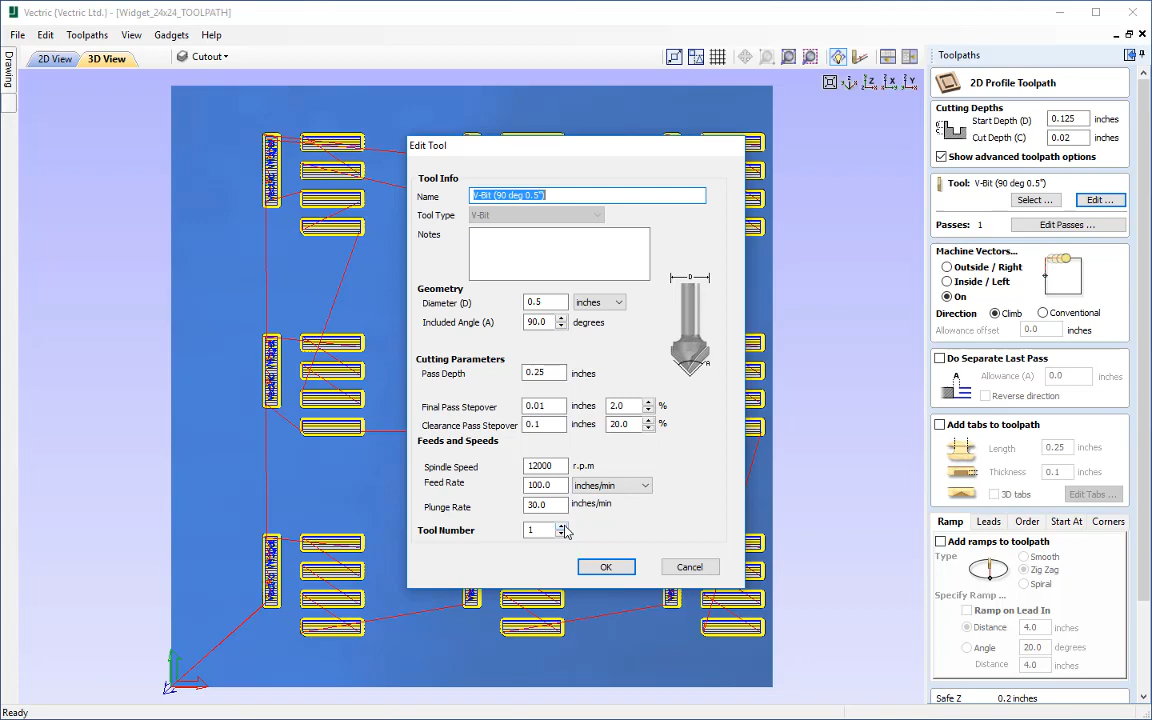 Vectric (Vectric Ltd.) - [Widget_24x24_TOOLPATH]
File Edit Toolpaths View Gadgets Help
2D View 3D View Cutout
Drawing
Z X Y
Toolpaths
2D Profile Toolpath
Cutting Depths
Start Depth (D) 0.125 inches
Cut Depth (C) 0.02 inches
Show advanced toolpath options
Tool: V-Bit (90 deg 0.5")
Select ... Edit ...
Passes: 1 Edit Passes ...
Machine Vectors...
Outside / Right
Inside / Left
On
Direction Climb Conventional
Allowance offset 0.0 inches
Do Separate Last Pass
Allowance (A) 0.0 inches
A
Reverse direction
Add tabs to toolpath
Length 0.25 inches
Thickness 0.1 inches
3D tabs Edit Tabs ...
Ramp Leads Order Start At Corners
Add ramps to toolpath
Type Smooth
Zig Zag
Spiral
Specify Ramp ...
Ramp on Lead In
Distance 4.0 inches
Angle 20.0 degrees
Distance 4.0 inches
Safe Z 0.2 inches
Edit Tool
Tool Info
Name V-Bit (90 deg 0.5")
Tool Type V-Bit
Notes
Geometry
Diameter (D) 0.5 inches
Included Angle (A) 90.0 degrees
D
A
Cutting Parameters
Pass Depth 0.25 inches
Final Pass Stepover 0.01 inches 2.0 %
Clearance Pass Stepover 0.1 inches 20.0 %
Feeds and Speeds
Spindle Speed 12000 r.p.m
Feed Rate 100.0 inches/min
Plunge Rate 30.0 inches/min
Tool Number 1
OK Cancel
Ready